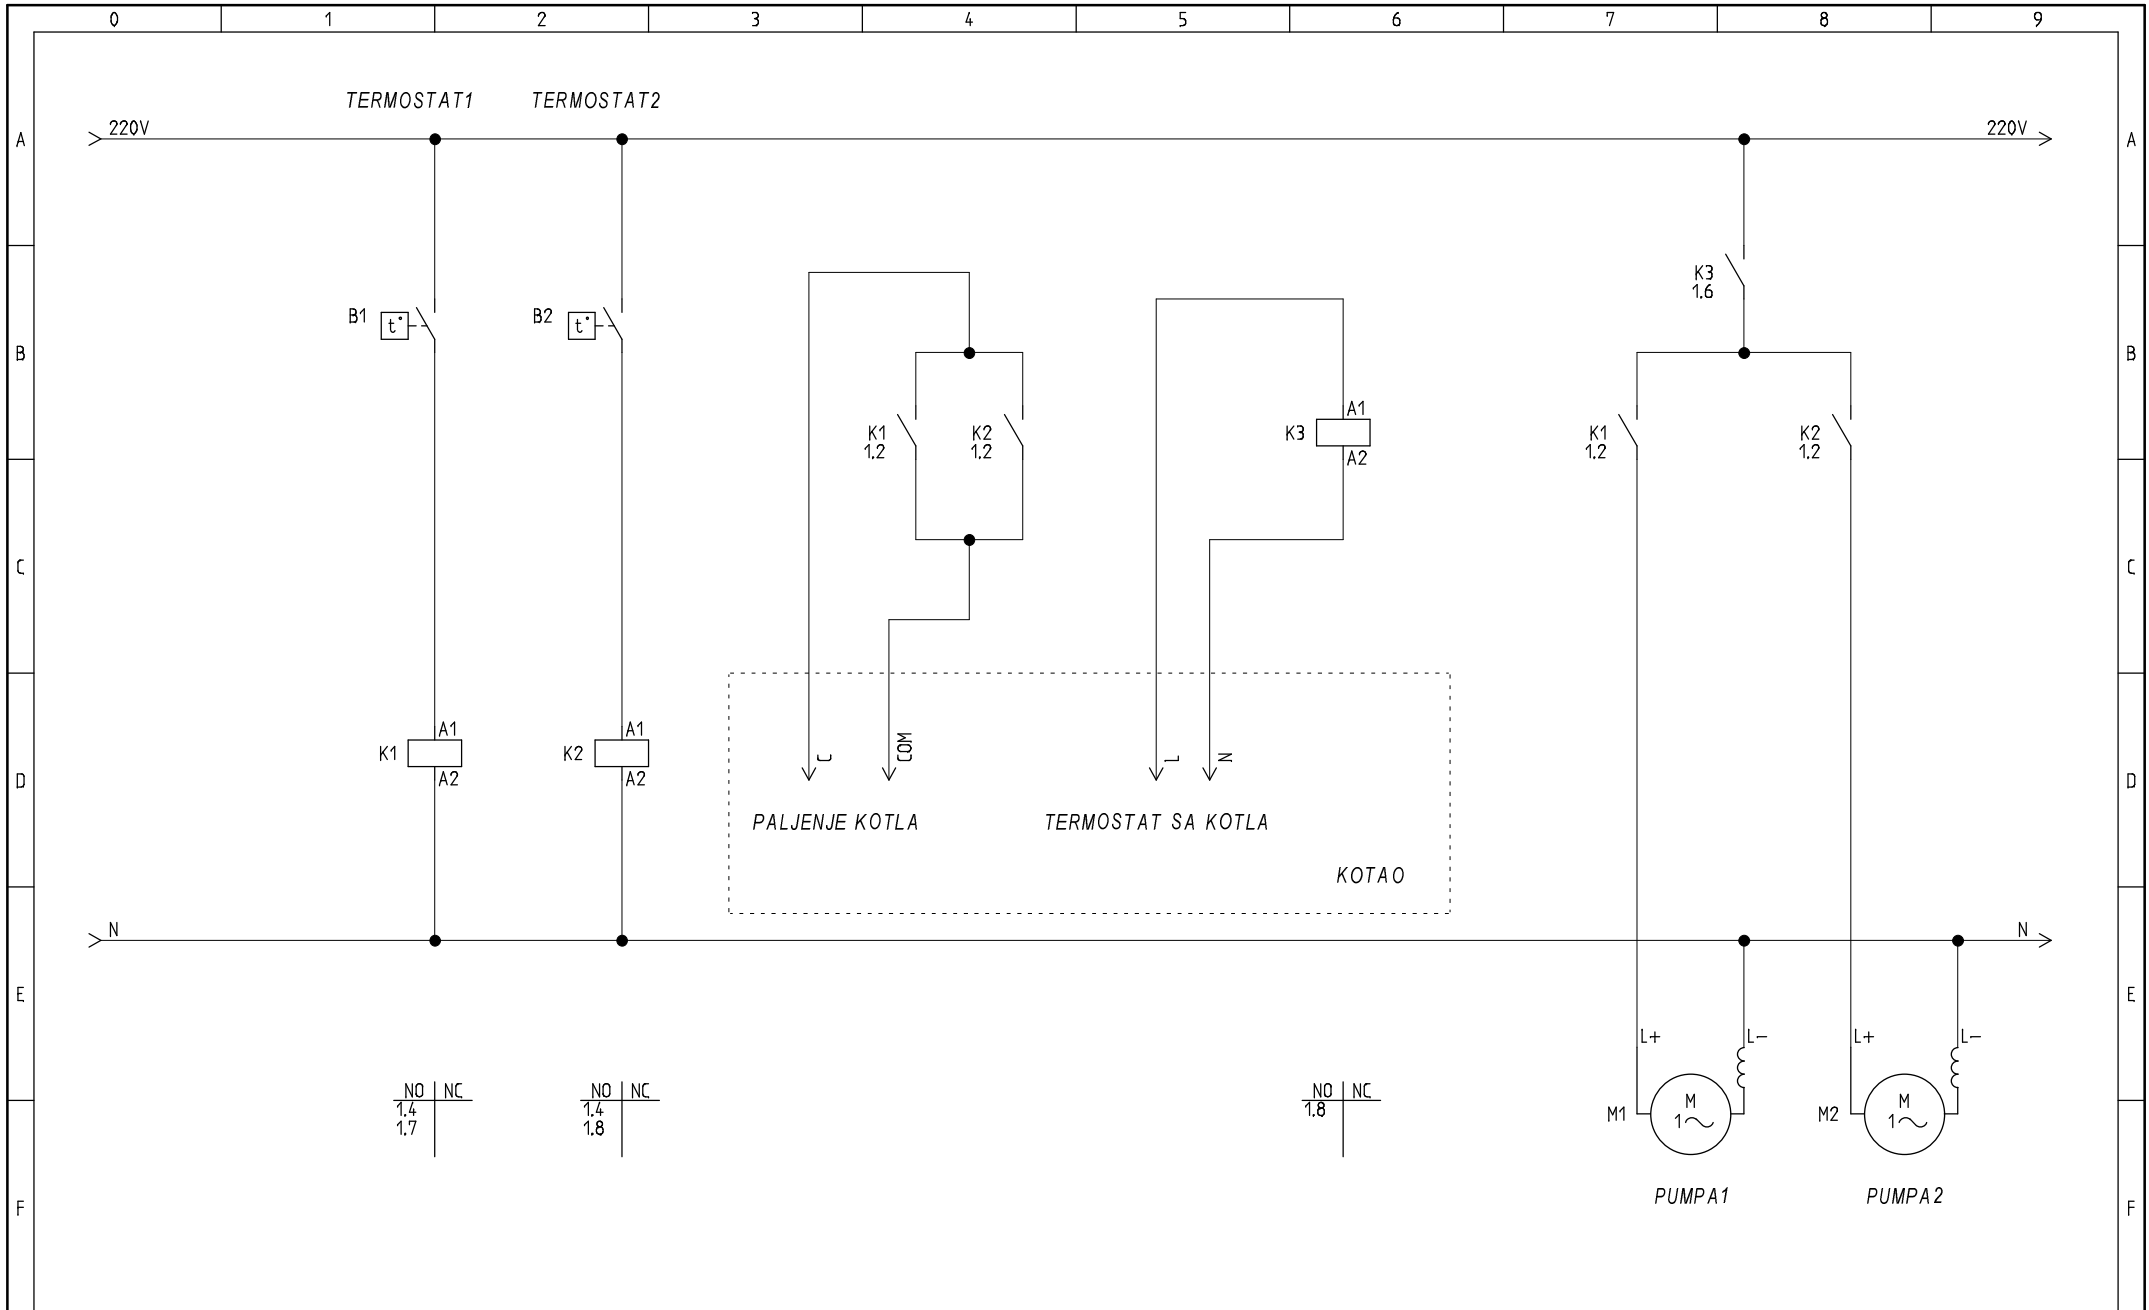 0 1 2 3 4 5 6 7 8 9
TERMOSTAT1 TERMOSTAT2
220V 220V
A A
K3
1.6
B1 t° B2 t°
B B
A1
K1 K2 K3 K1 K2
1.2 1.2 1.2 1.2
A2
C C
A1 A1
K1 K2
A2 A2
C COM L N
D D
PALJENJE KOTLA TERMOSTAT SA KOTLA
KOTAO
N N
E E
L+ L- L+ L-
NO NC NO NC NO NC
1.4 1.4 1.8
1.7 1.8
M1 M 1~ M2 M 1~
PUMPA1 PUMPA2
F F